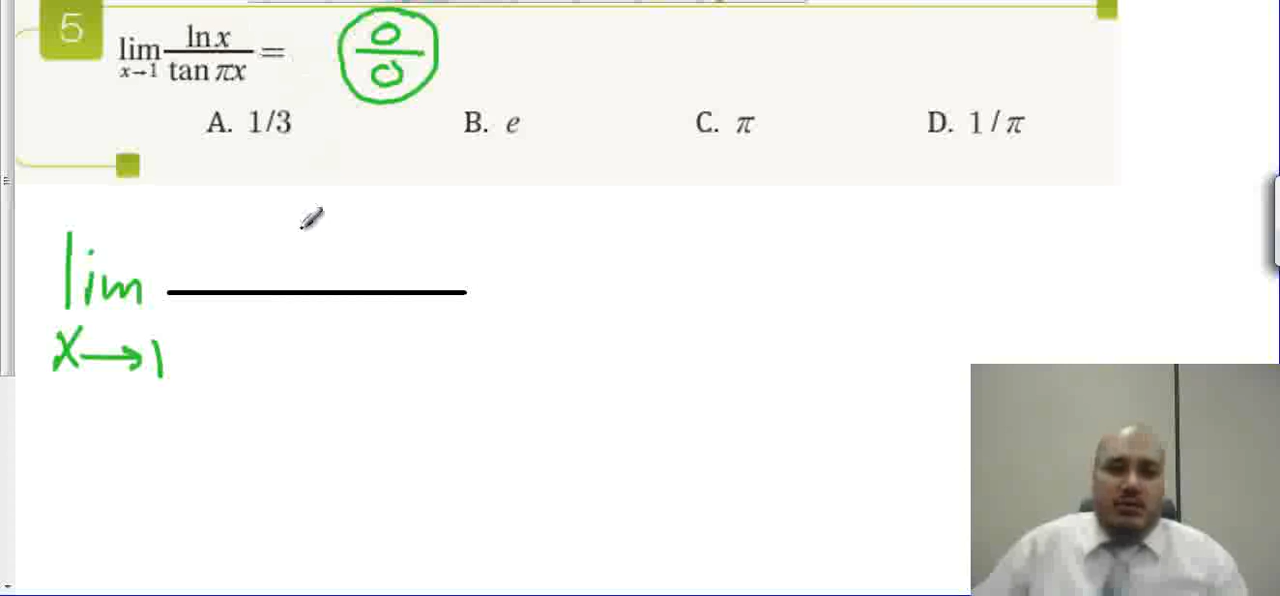 5
lim x→1 ln x / tan πx = 0/0
A. 1/3 B. e C. π D. 1/π
lim
x→1